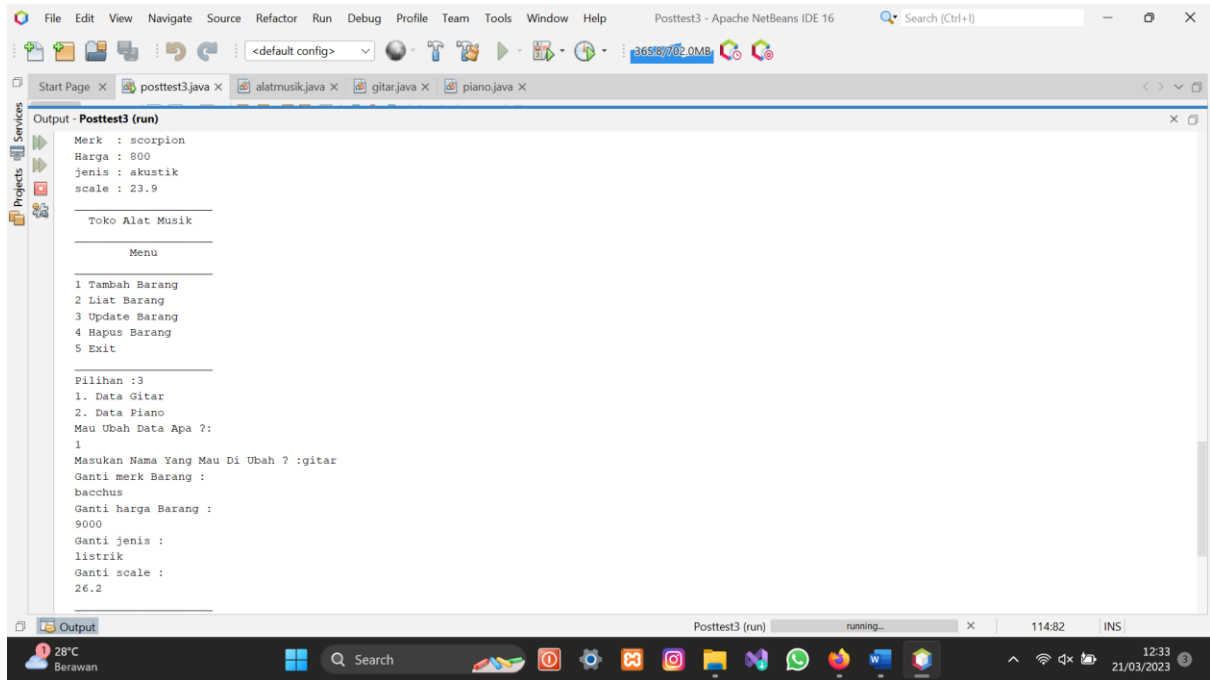 File Edit View Navigate Source Refactor Run Debug Profile Team Tools Window Help Posttest3 - Apache NetBeans IDE 16 Search (Ctrl+I)
<default config> 365.8/702.0MB
Start Page posttest3.java alatmusik.java gitar.java piano.java
Services
Projects
Output - Posttest3 (run)
Merk : scorpion
Harga : 800
jenis : akustik
scale : 23.9
Toko Alat Musik
Menu
1 Tambah Barang
2 Liat Barang
3 Update Barang
4 Hapus Barang
5 Exit
Pilihan :3
1. Data Gitar
2. Data Piano
Mau Ubah Data Apa ?:
1
Masukan Nama Yang Mau Di Ubah ? :gitar
Ganti merk Barang :
bacchus
Ganti harga Barang :
9000
Ganti jenis :
listrik
Ganti scale :
26.2
Output Posttest3 (run) running... 114:82 INS
1 28°C
Berawan
Search
12:33
21/03/2023
3